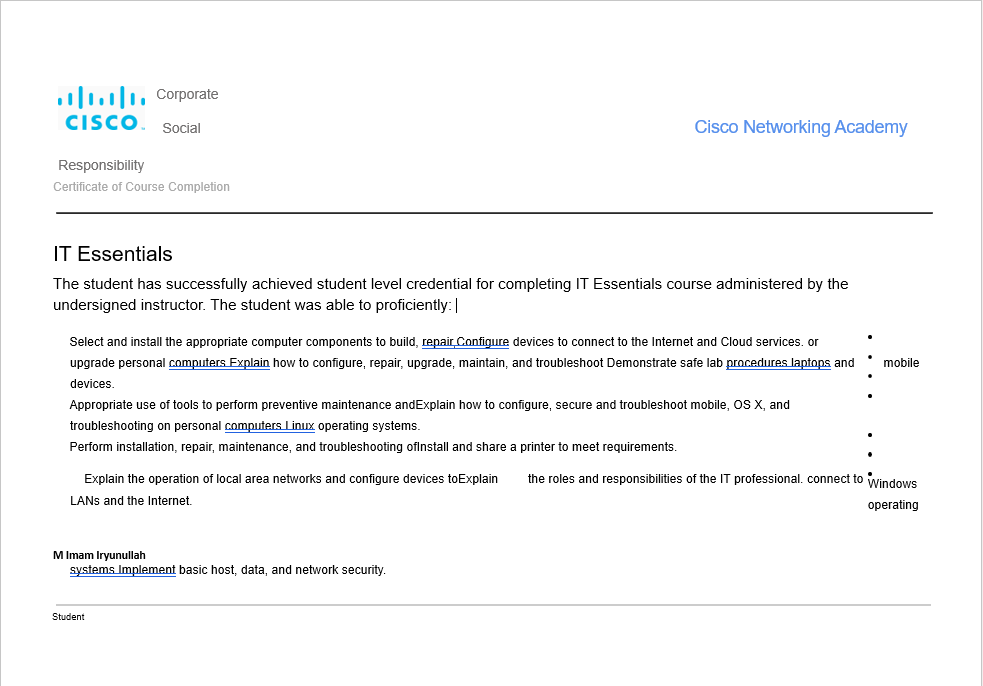 CISCO
Corporate
Social
Responsibility
Cisco Networking Academy
Certificate of Course Completion
IT Essentials
The student has successfully achieved student level credential for completing IT Essentials course administered by the
undersigned instructor. The student was able to proficiently:
Select and install the appropriate computer components to build, repair,Configure devices to connect to the Internet and Cloud services. or
upgrade personal computers Explain how to configure, repair, upgrade, maintain, and troubleshoot Demonstrate safe lab procedures laptops and • mobile
devices.
Appropriate use of tools to perform preventive maintenance andExplain how to configure, secure and troubleshoot mobile, OS X, and
troubleshooting on personal computers Linux operating systems.
Perform installation, repair, maintenance, and troubleshooting ofInstall and share a printer to meet requirements.
Explain the operation of local area networks and configure devices toExplain the roles and responsibilities of the IT professional. connect to
• Windows
LANs and the Internet.
operating
M Imam Iryunullah
systems Implement basic host, data, and network security.
Student